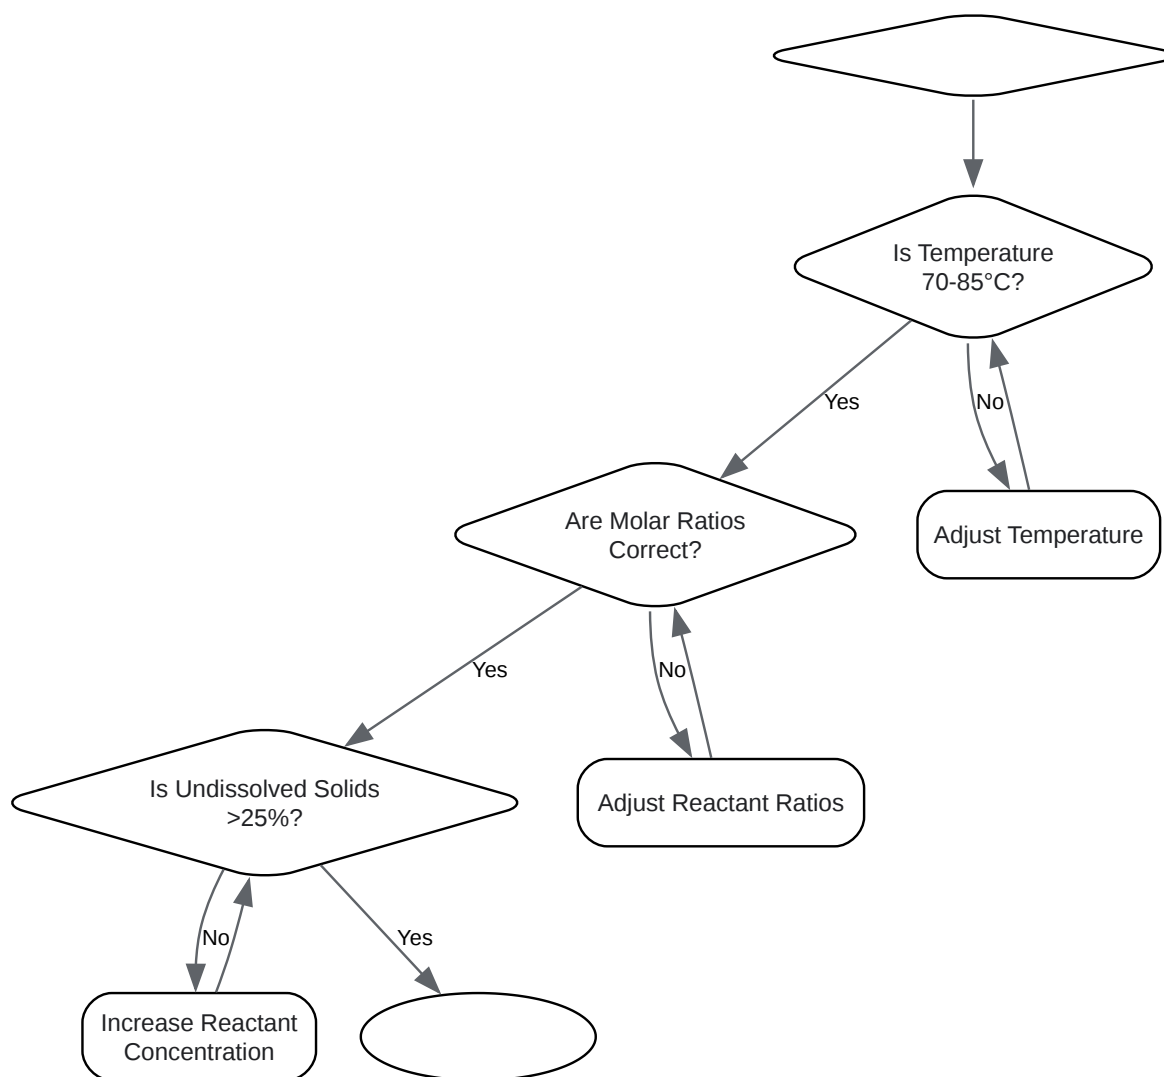 Is Temperature
70-85°C?
Yes
No
Are Molar Ratios
Correct?
Adjust Temperature
Yes
No
Is Undissolved Solids
>25%?
Adjust Reactant Ratios
No
Yes
Increase Reactant
Concentration